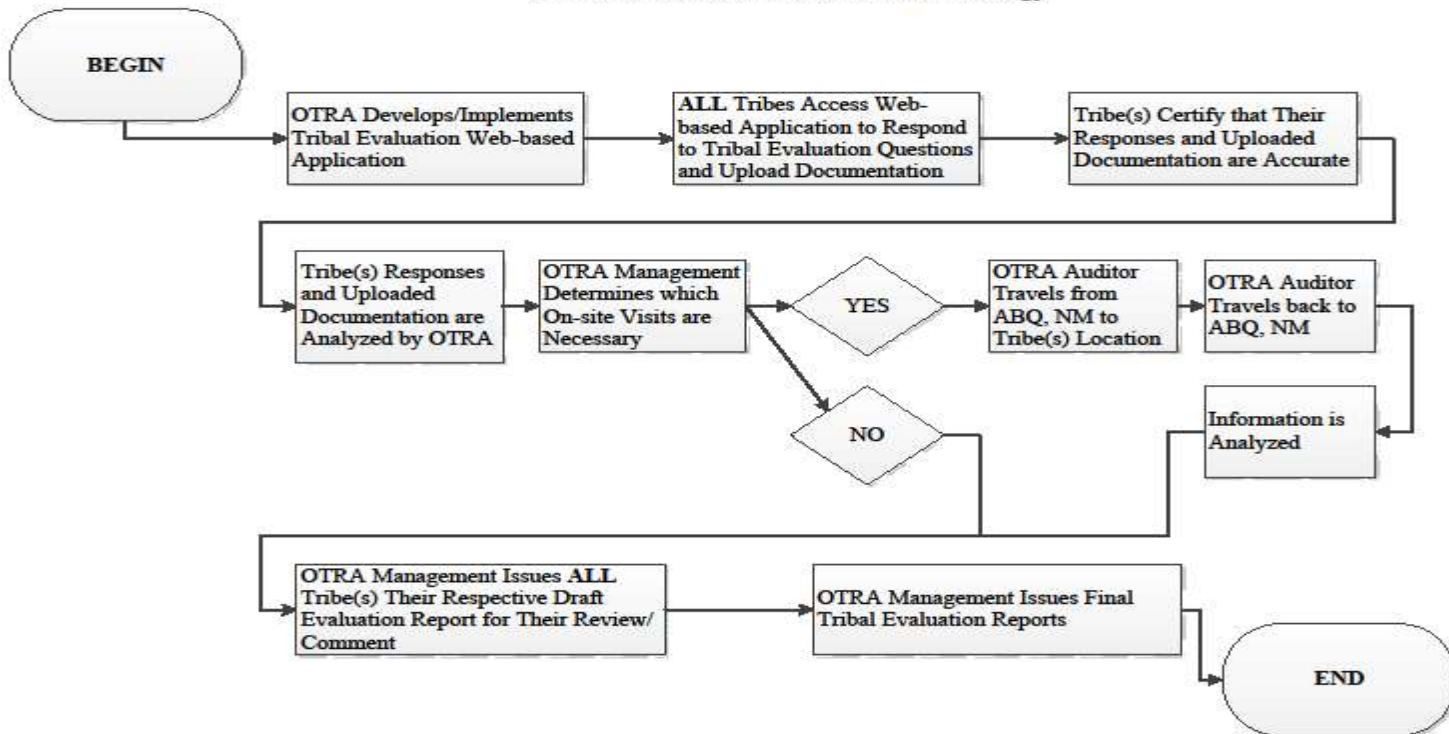 BEGIN
OTRA Develops/Implements
Tribal Evaluation Web-based
Application
ALL Tribes Access Web-
based Application to Respond
to Tribal Evaluation Questions
and Upload Documentation
Tribe(s) Certify that Their
Responses and Uploaded
Documentation are Accurate
Tribe(s) Responses
and Uploaded
Documentation are
Analyzed by OTRA
OTRA Management
Determines which
On-site Visits are
Necessary
YES
OTRA Auditor
Travels from
ABQ, NM to
Tribe(s) Location
OTRA Auditor
Travels back to
ABQ, NM
NO
Information is
Analyzed
OTRA Management Issues ALL
Tribe(s) Their Respective Draft
Evaluation Report for Their Review/
Comment
OTRA Management Issues Final
Tribal Evaluation Reports
END